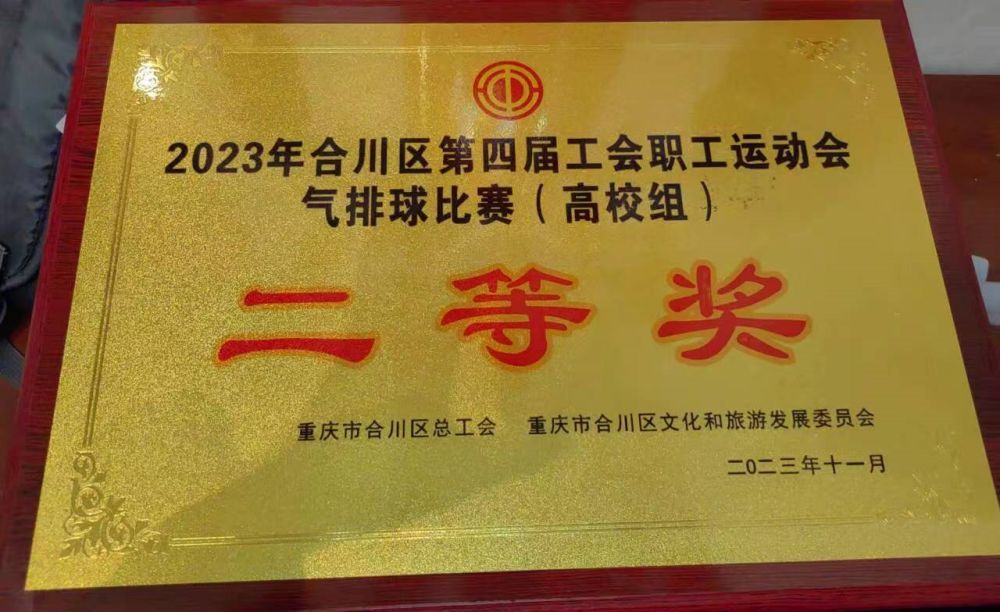 2023年合川区第四届工会职工运动会
气排球比赛（高校组）
二等奖
重庆市合川区总工会 重庆市合川区文化和旅游发展委员会
二0二三年十一月